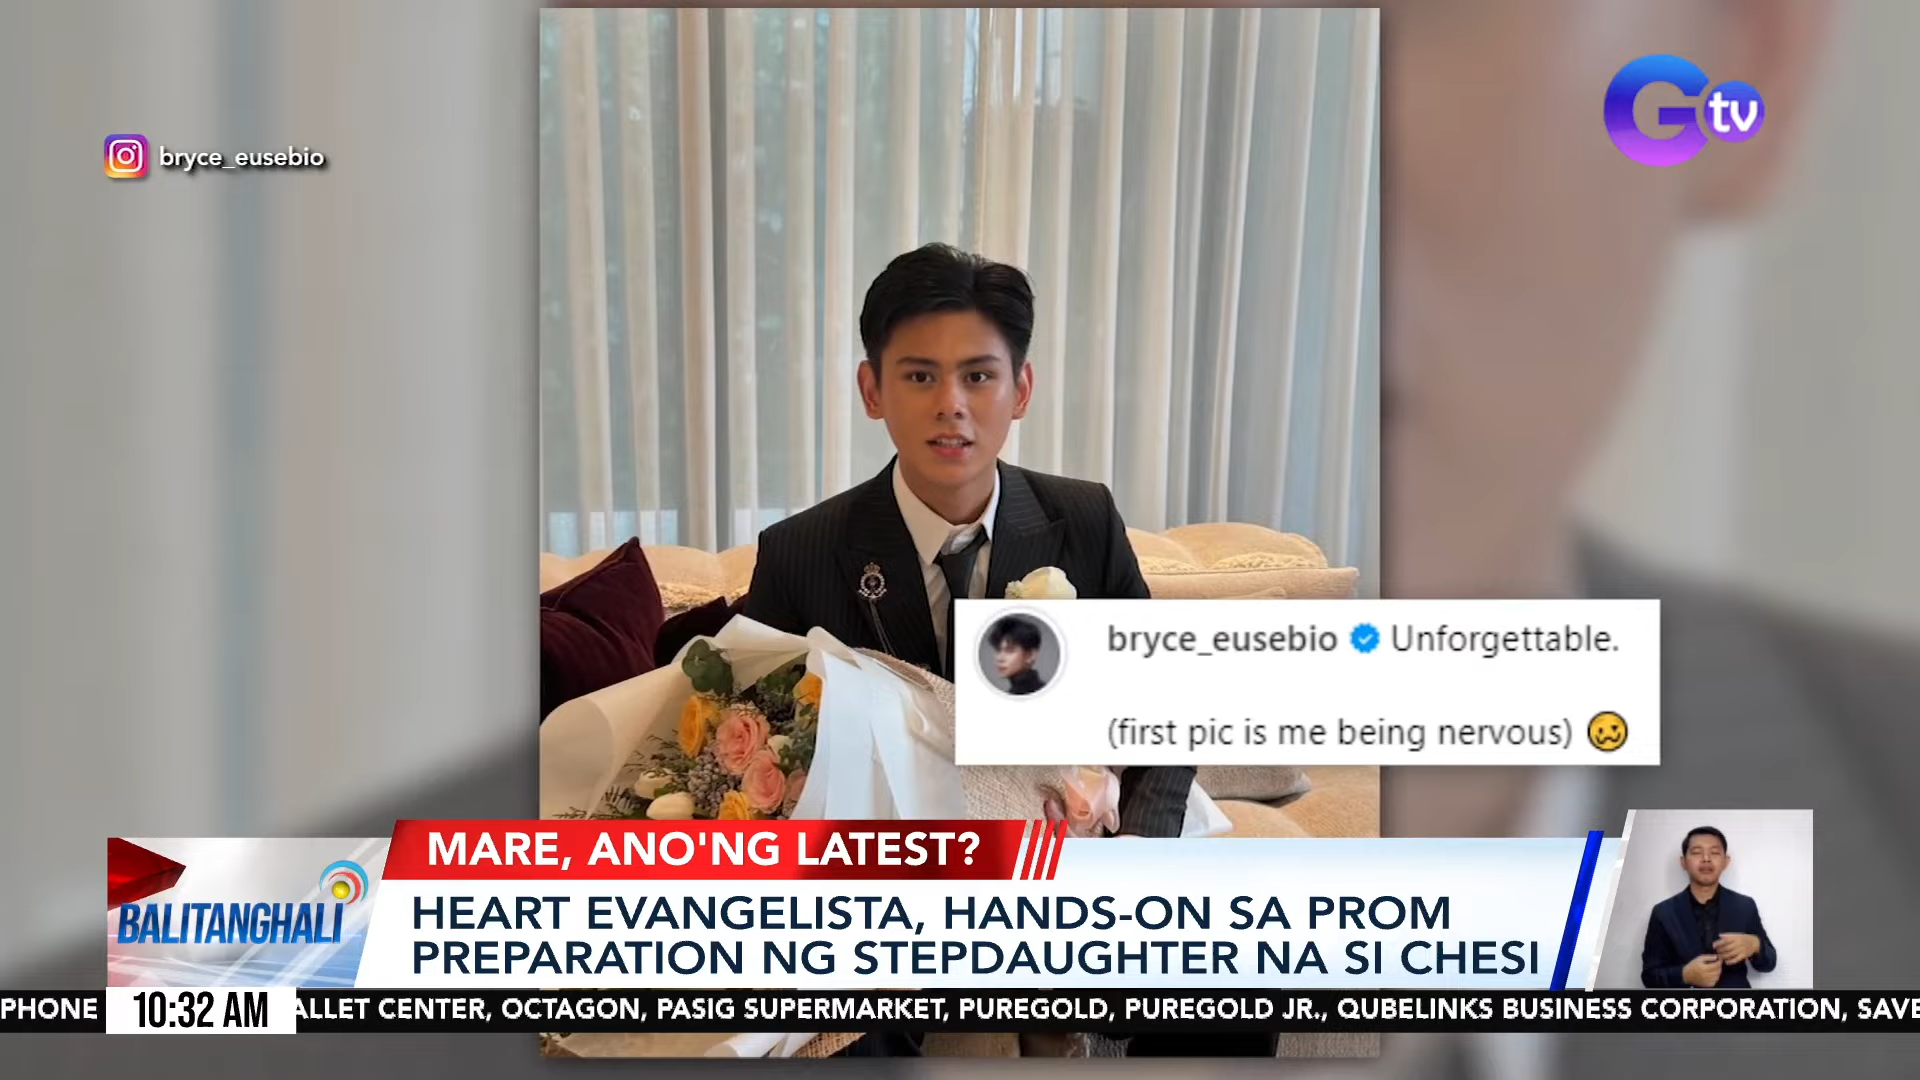 G tv
bryce_eusebio
bryce_eusebio Unforgettable.
(first pic is me being nervous)
MARE, ANO'NG LATEST?
BALITANGHALI
HEART EVANGELISTA, HANDS-ON SA PROM
PREPARATION NG STEPDAUGHTER NA SI CHESI
PHONE
10:32 AM
ALLET CENTER, OCTAGON, PASIG SUPERMARKET, PUREGOLD, PUREGOLD JR., QUBELINKS BUSINESS CORPORATION, SAVE